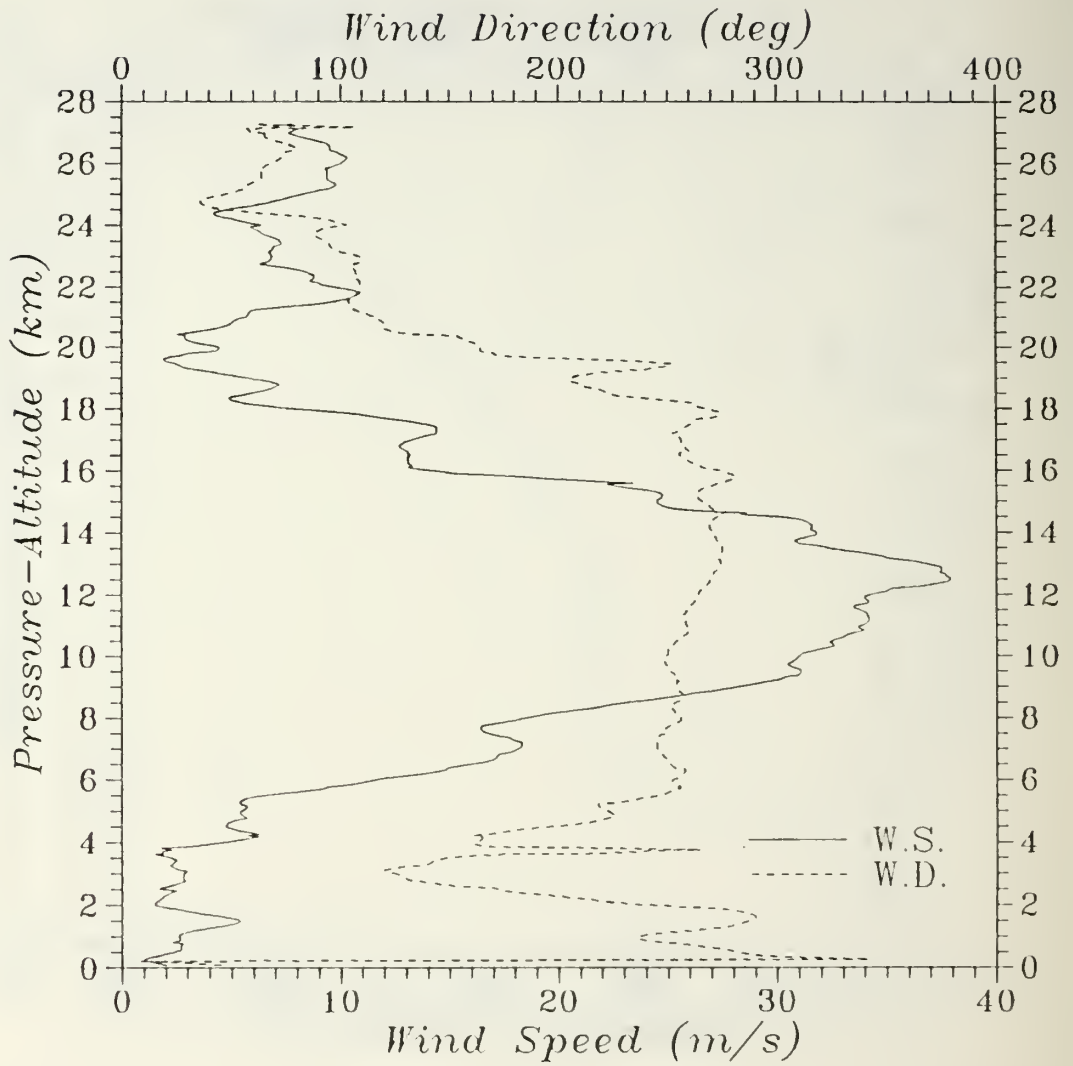 Wind Direction (deg)
0 100 200 300 400
28 28
26 26
24 24
22 22
20 20
18 18
16 16
14 14
12 12
10 10
8 8
6 6
4 4
2 2
0 0
Pressure-Altitude (km)
W.S.
W.D.
0 10 20 30 40
Wind Speed (m/s)